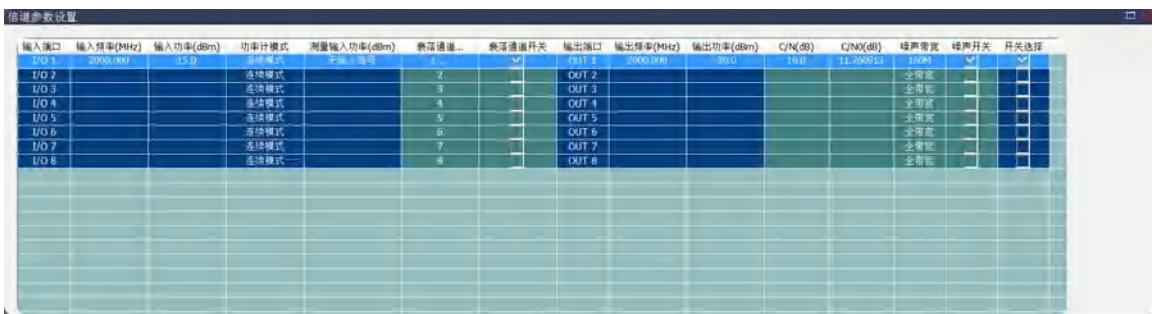 信道参数设置
输入端口 输入频率(MHz) 输入功率(dBm) 功率计模式 测量输入功率(dBm) 衰落通道... 衰落通道开关 输出端口 输出频率(MHz) 输出功率(dBm) C/N(dB) C/N0(dB) 噪声带宽 噪声开关 开关选择
I/O 1 2000.000 -15.0 连续模式 无输入信号 1 ... OUT 1 2000.000 -20.0 10.0 11.760913 160M
I/O 2 连续模式 2 OUT 2 全带宽
I/O 3 连续模式 3 OUT 3 全带宽
I/O 4 连续模式 4 OUT 4 全带宽
I/O 5 连续模式 5 OUT 5 全带宽
I/O 6 连续模式 6 OUT 6 全带宽
I/O 7 连续模式 7 OUT 7 全带宽
I/O 8 连续模式 8 OUT 8 全带宽